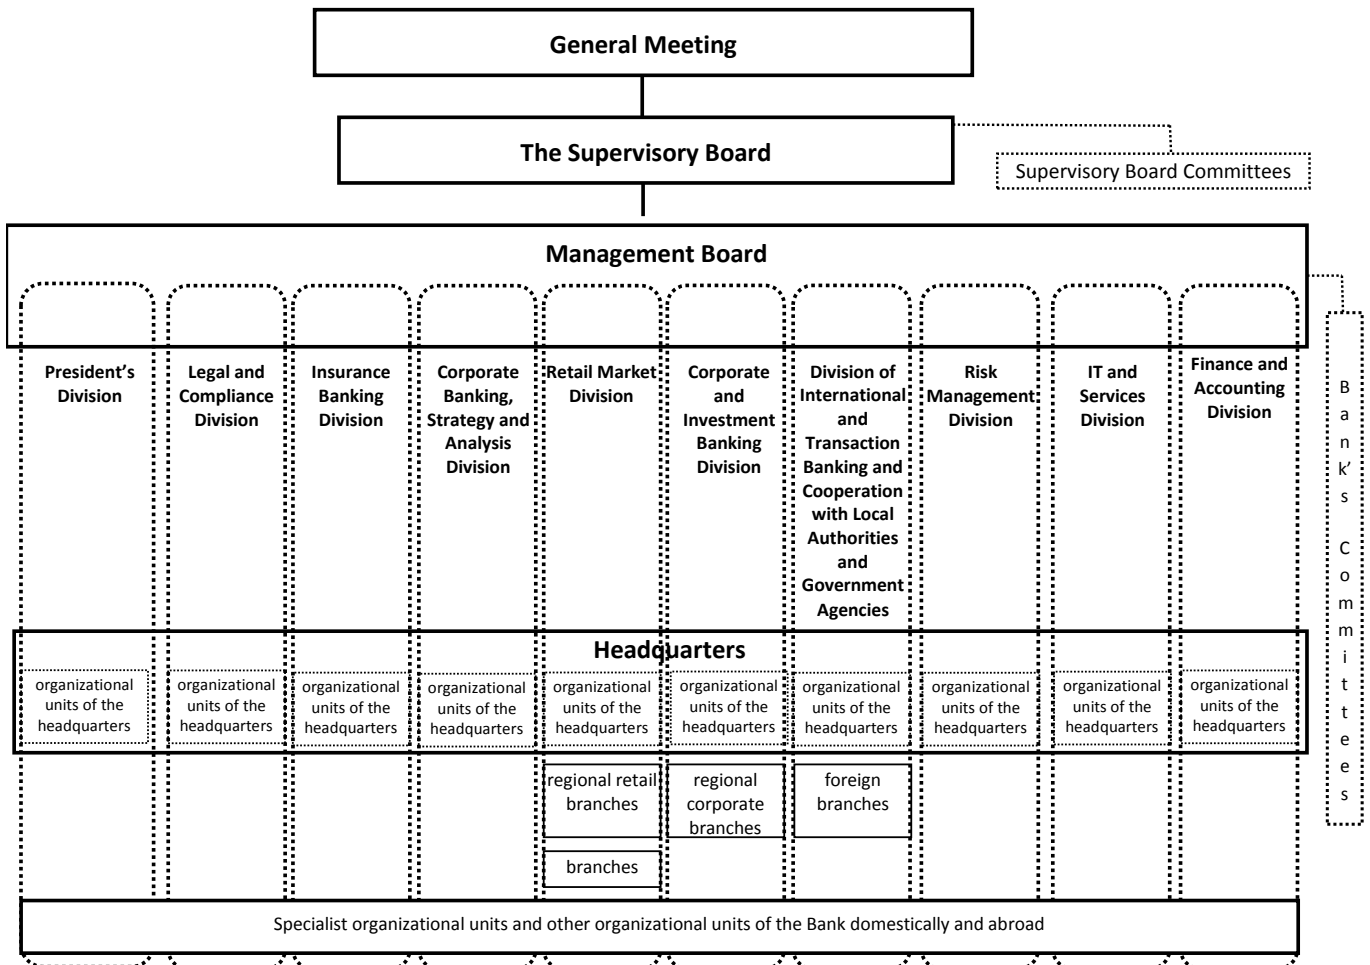 General Meeting
The Supervisory Board
Supervisory Board Committees
Management Board
President's
Division
Legal and
Compliance
Division
Insurance
Banking
Division
Corporate
Banking,
Strategy and
Analysis
Division
Retail Market
Division
Corporate
and
Investment
Banking
Division
Division of
International
and
Transaction
Banking and
Cooperation
with Local
Authorities
and
Government
Agencies
Risk
Management
Division
IT and
Services
Division
Finance and
Accounting
Division
Bank's Committees
Headquarters
organizational
units of the
headquarters
organizational
units of the
headquarters
organizational
units of the
headquarters
organizational
units of the
headquarters
organizational
units of the
headquarters
organizational
units of the
headquarters
organizational
units of the
headquarters
organizational
units of the
headquarters
organizational
units of the
headquarters
organizational
units of the
headquarters
regional retail
branches
regional
corporate
branches
foreign
branches
branches
Specialist organizational units and other organizational units of the Bank domestically and abroad